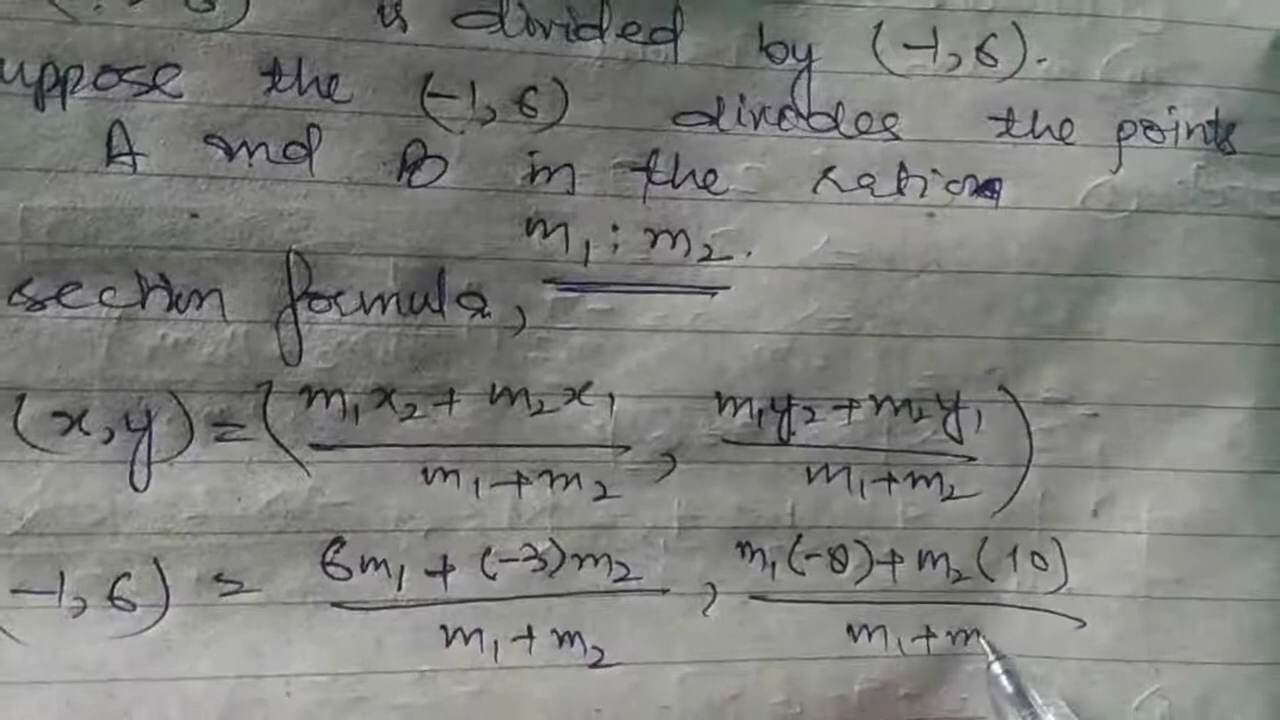 is divided by (-1,6).
uppose the (-1,6) divides the points
A and B in the ratio
m₁ : m₂.
section formula,
(x,y) = (m₁x₂ + m₂x₁ / m₁+m₂ , m₁y₂ + m₂y₁ / m₁+m₂)
-1,6) = 6m₁ + (-3)m₂ / m₁ + m₂ , m₁(-8) + m₂(10) / m₁ + m